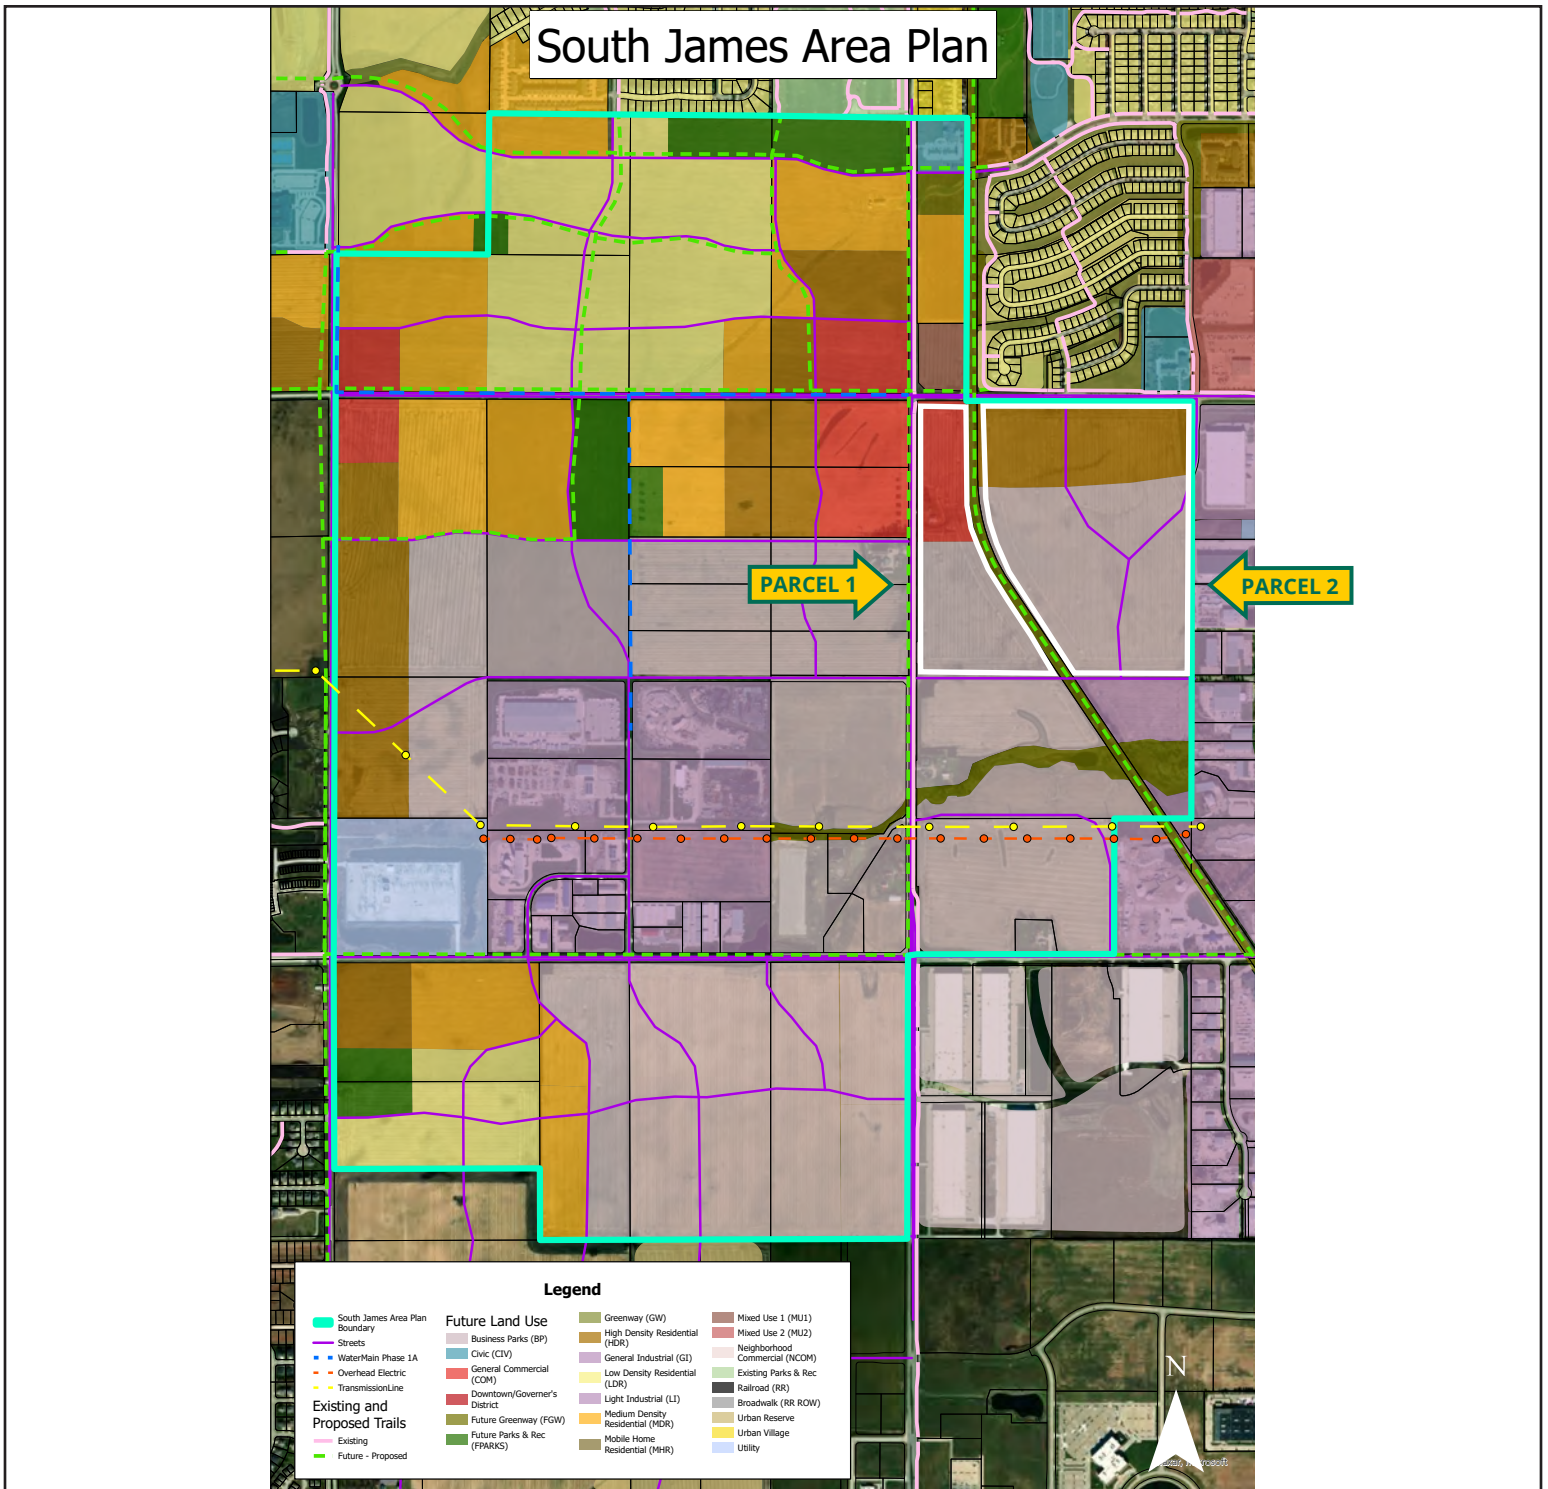 South James Area Plan
PARCEL 1
PARCEL 2
Legend
South James Area Plan
Boundary
Streets
WaterMain Phase 1A
Overhead Electric
TransmissionLine
Existing and
Proposed Trails
Existing
Future - Proposed
Future Land Use
Business Parks (BP)
Civic (CIV)
General Commercial
(COM)
Downtown/Governer's
District
Future Greenway (FGW)
Future Parks & Rec
(FPARKS)
Greenway (GW)
High Density Residential
(HDR)
General Industrial (GI)
Low Density Residential
(LDR)
Light Industrial (LI)
Medium Density
Residential (MDR)
Mobile Home
Residential (MHR)
Mixed Use 1 (MU1)
Mixed Use 2 (MU2)
Neighborhood
Commercial (NCOM)
Existing Parks & Rec
Railroad (RR)
Broadwalk (RR ROW)
Urban Reserve
Urban Village
Utility
N